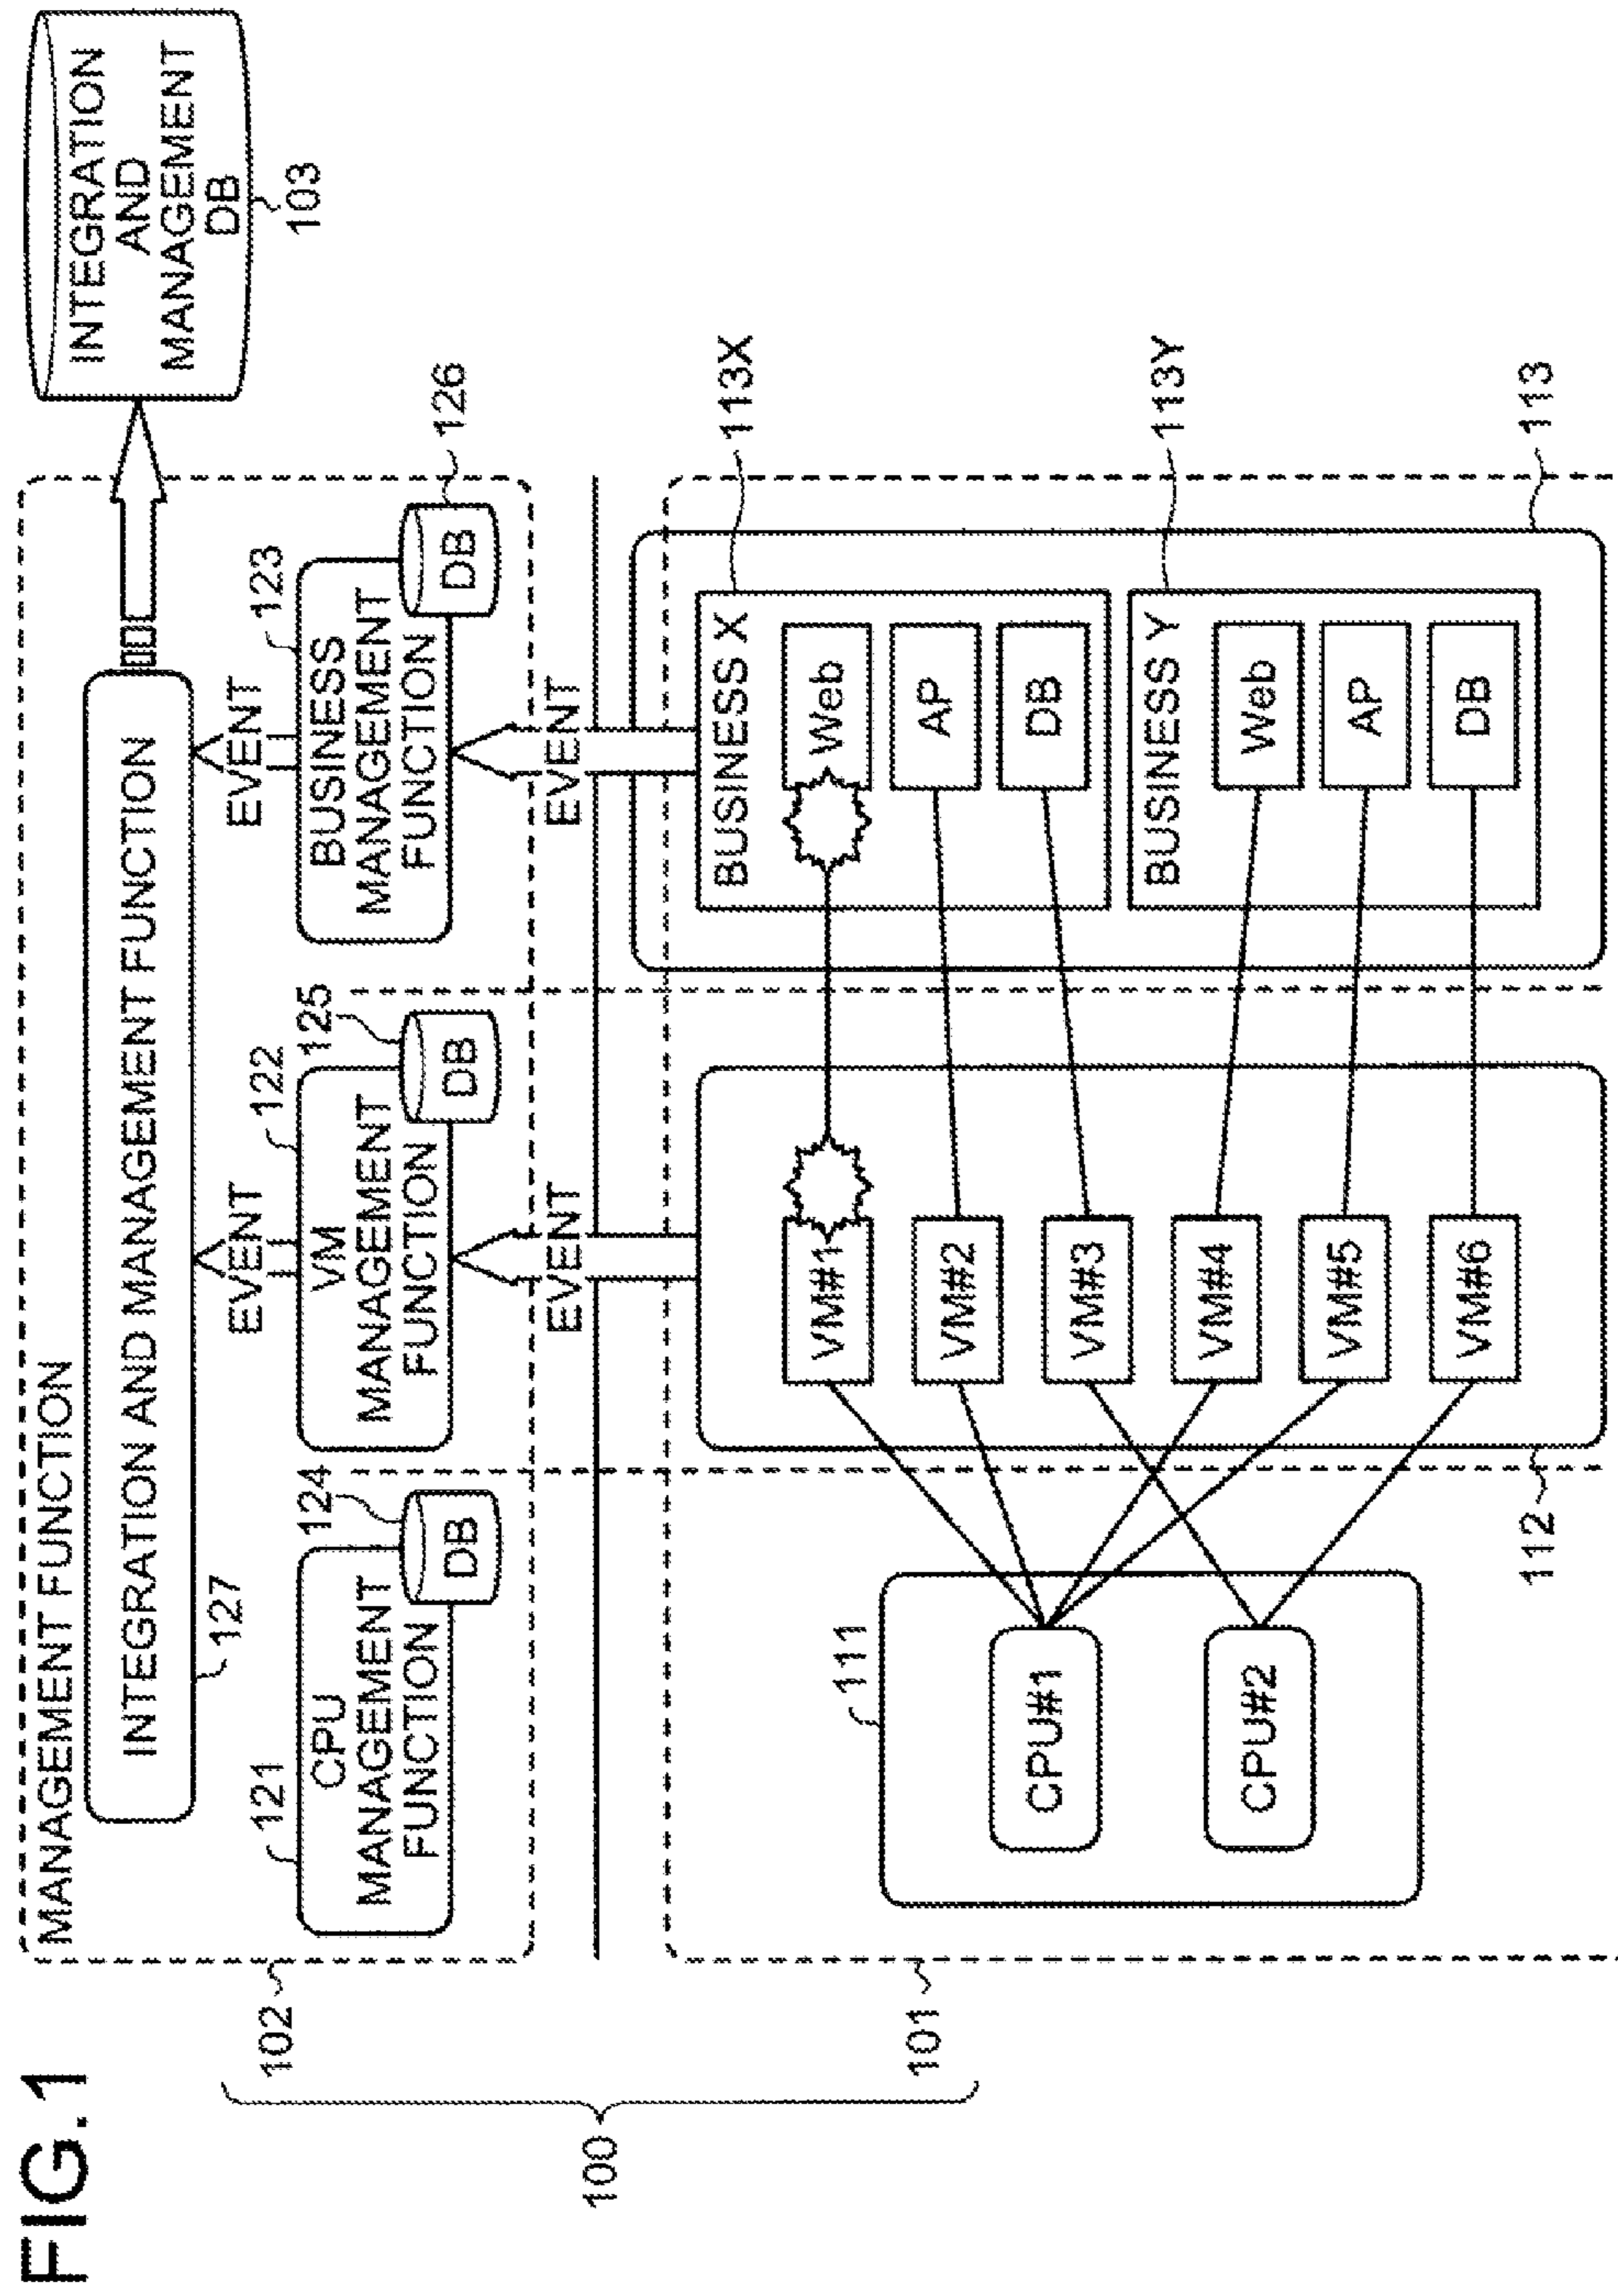 FIG.1
100
102
MANAGEMENT FUNCTION
INTEGRATION AND MANAGEMENT FUNCTION
127
INTEGRATION
AND
MANAGEMENT
DB
103
EVENT
EVENT
121
CPU
MANAGEMENT
FUNCTION
124
DB
122
VM
MANAGEMENT
FUNCTION
125
DB
123
BUSINESS
MANAGEMENT
FUNCTION
126
DB
EVENT
EVENT
101
111
CPU#1
CPU#2
112
VM#1
VM#2
VM#3
VM#4
VM#5
VM#6
BUSINESS X
113X
Web
AP
DB
BUSINESS Y
113Y
Web
AP
DB
113